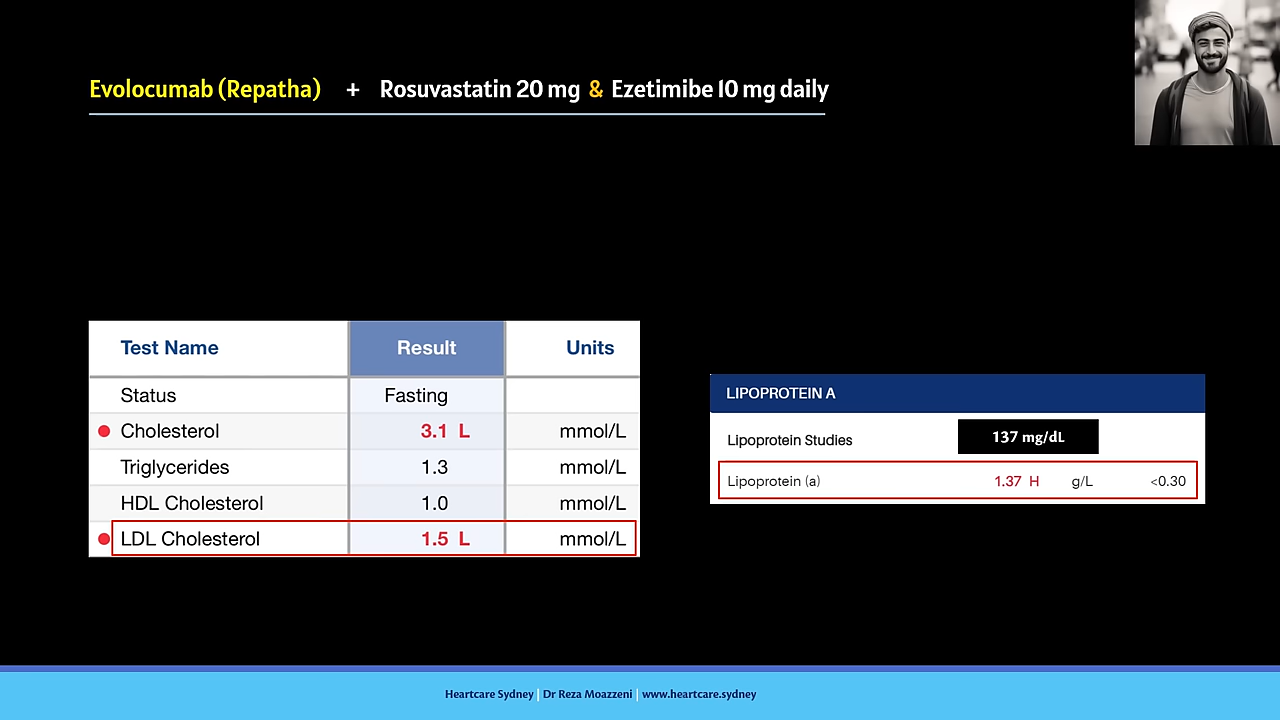 Evolocumab (Repatha) + Rosuvastatin 20 mg & Ezetimibe 10 mg daily
Test Name Result Units
Status Fasting
Cholesterol 3.1 L mmol/L
Triglycerides 1.3 mmol/L
HDL Cholesterol 1.0 mmol/L
LDL Cholesterol 1.5 L mmol/L
LIPOPROTEIN A
Lipoprotein Studies 137 mg/dL
Lipoprotein (a) 1.37 H g/L <0.30
Heartcare Sydney | Dr Reza Moazzeni | www.heartcare.sydney